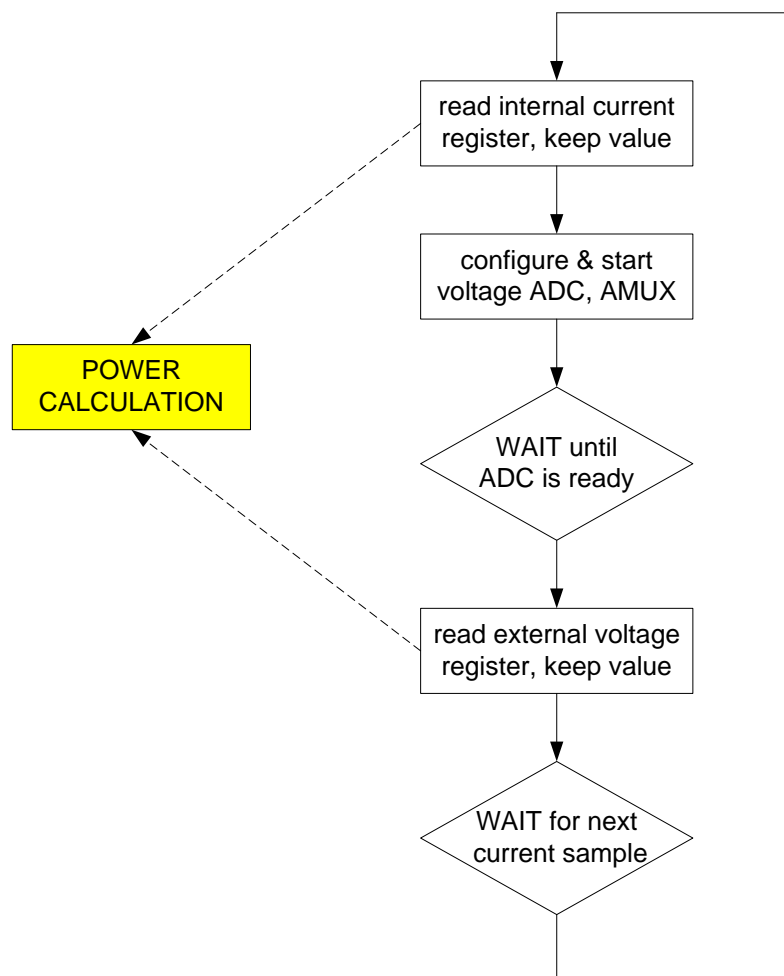 read internal current
register, keep value
configure & start
voltage ADC, AMUX
POWER
CALCULATION
WAIT until
ADC is ready
read external voltage
register, keep value
WAIT for next
current sample